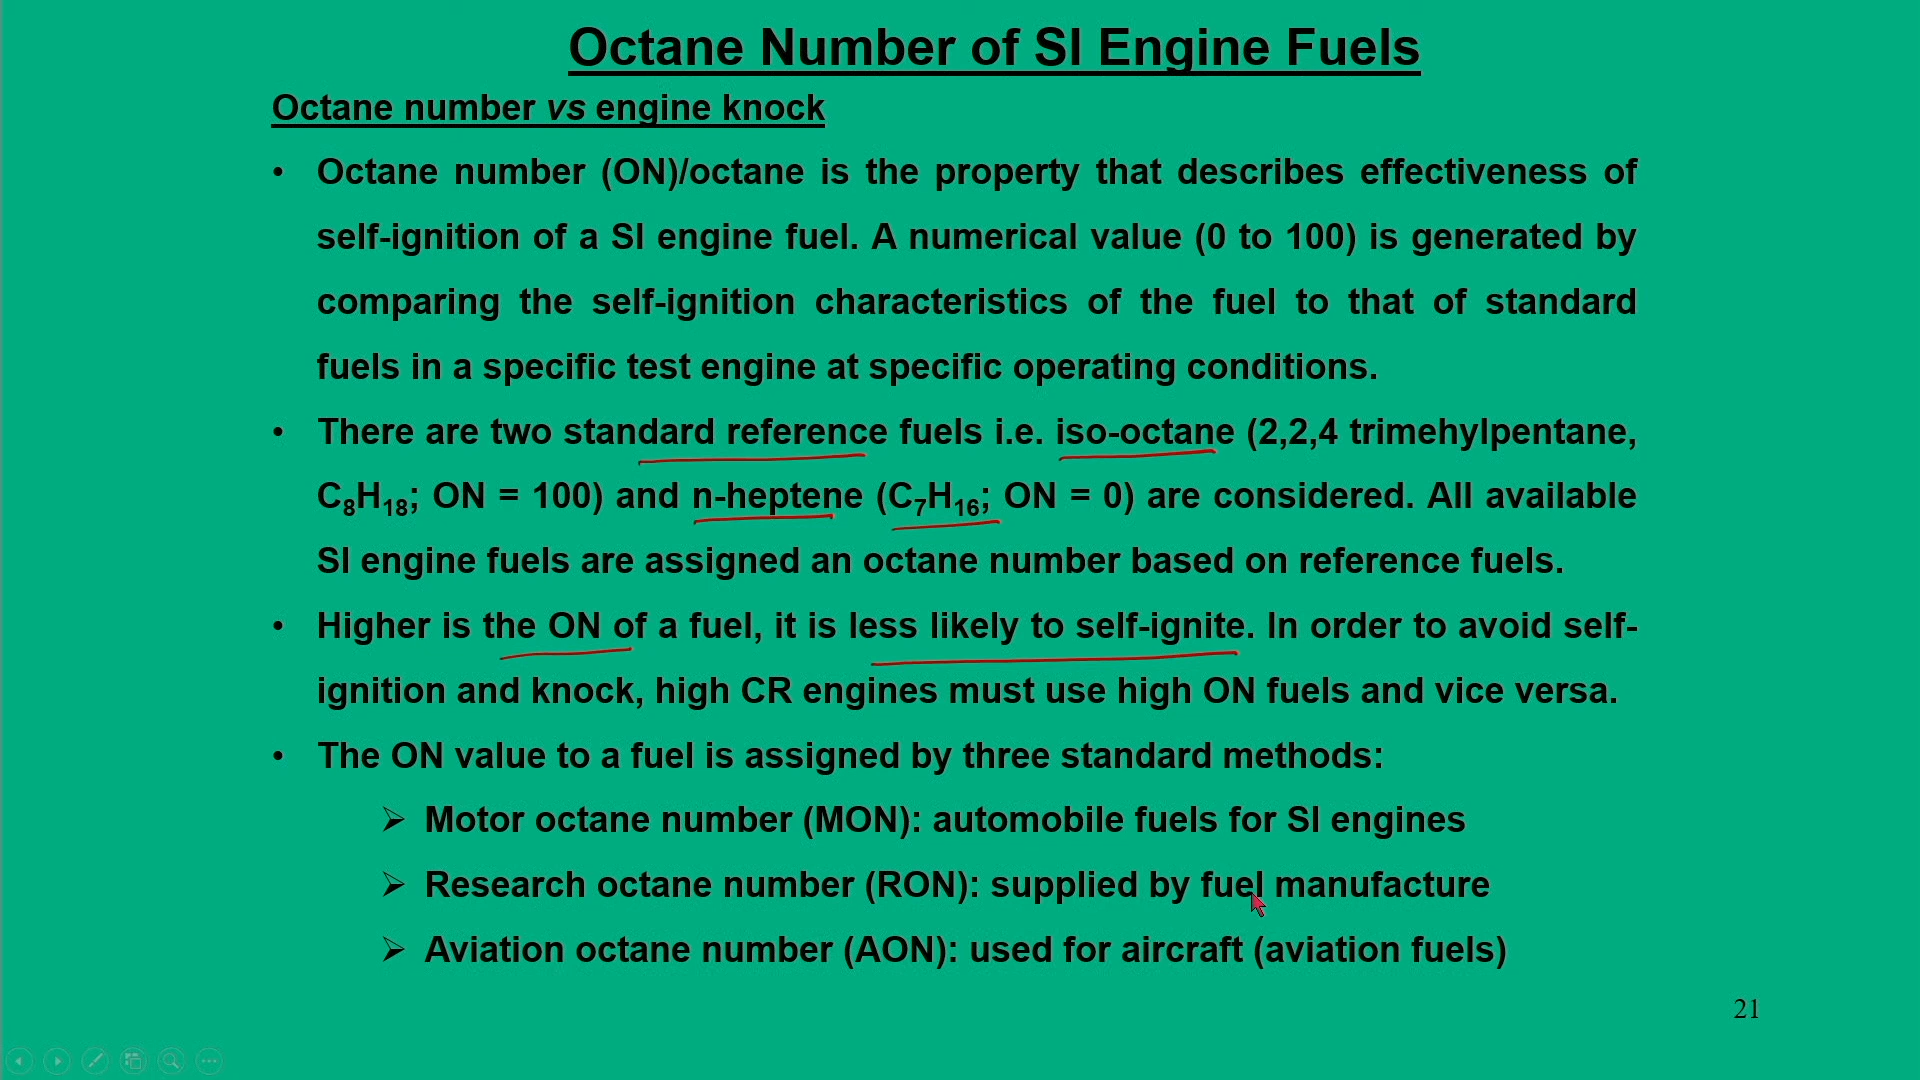 Octane Number of SI Engine Fuels
Octane number vs engine knock
• Octane number (ON)/octane is the property that describes effectiveness of
self-ignition of a SI engine fuel. A numerical value (0 to 100) is generated by
comparing the self-ignition characteristics of the fuel to that of standard
fuels in a specific test engine at specific operating conditions.
• There are two standard reference fuels i.e. iso-octane (2,2,4 trimehylpentane,
C₈H₁₈; ON = 100) and n-heptene (C₇H₁₆; ON = 0) are considered. All available
SI engine fuels are assigned an octane number based on reference fuels.
• Higher is the ON of a fuel, it is less likely to self-ignite. In order to avoid self-
ignition and knock, high CR engines must use high ON fuels and vice versa.
• The ON value to a fuel is assigned by three standard methods:
➢ Motor octane number (MON): automobile fuels for SI engines
➢ Research octane number (RON): supplied by fuel manufacture
➢ Aviation octane number (AON): used for aircraft (aviation fuels)
21